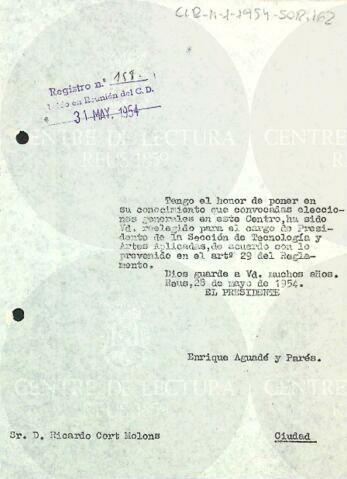 CLR-11-1-1954-SOR,162
Registro n.º 158.
Leído en Reunión del C.D.
31 MAY. 1954
CENTRE DE LECTURA
REUS 1859
Tengo el honor de poner en
su conocimiento que convocadas eleccio-
nes generales en este Centro,ha sido
Vd. reelegido para el cargo de Presi-
dente de la Sección de Tecnología y
Artes Aplicadas,de acuerdo con lo
prevenido en el artº 29 del Regla-
mento.
Dios guarde a Vd. muchos años.
Reus,28 de mayo de 1954.
EL PRESIDENTE
Enrique Aguadé y Parés.
CENTRE DE LECTURA
REUS 1859
Sr. D. Ricardo Cort Molons
Ciudad